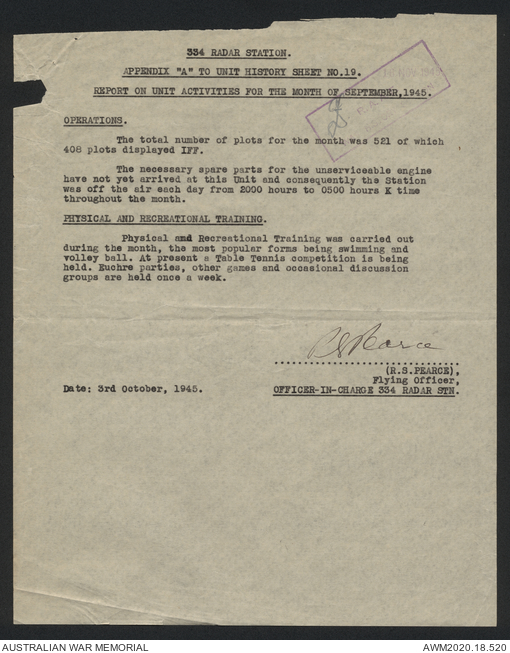 334 RADAR STATION.
APPENDIX "A" TO UNIT HISTORY SHEET NO.19.
REPORT ON UNIT ACTIVITIES FOR THE MONTH OF SEPTEMBER, 1945.
OPERATIONS.
The total number of plots for the month was 521 of which
408 plots displayed IFF.
The necessary spare parts for the unserviceable engine
have not yet arrived at this Unit and consequently the Station
was off the air each day from 2000 hours to 0500 hours K time
throughout the month.
PHYSICAL AND RECREATIONAL TRAINING.
Physical and Recreational Training was carried out
during the month, the most popular forms being swimming and
volley ball. At present a Table Tennis competition is being
held. Euchre parties, other games and occasional discussion
groups are held once a week.
RSPearce
(R.S.PEARCE),
Flying Officer,
Date: 3rd October, 1945.
OFFICER-IN-CHARGE 334 RADAR STN.
AUSTRALIAN WAR MEMORIAL
AWM2020.18.520